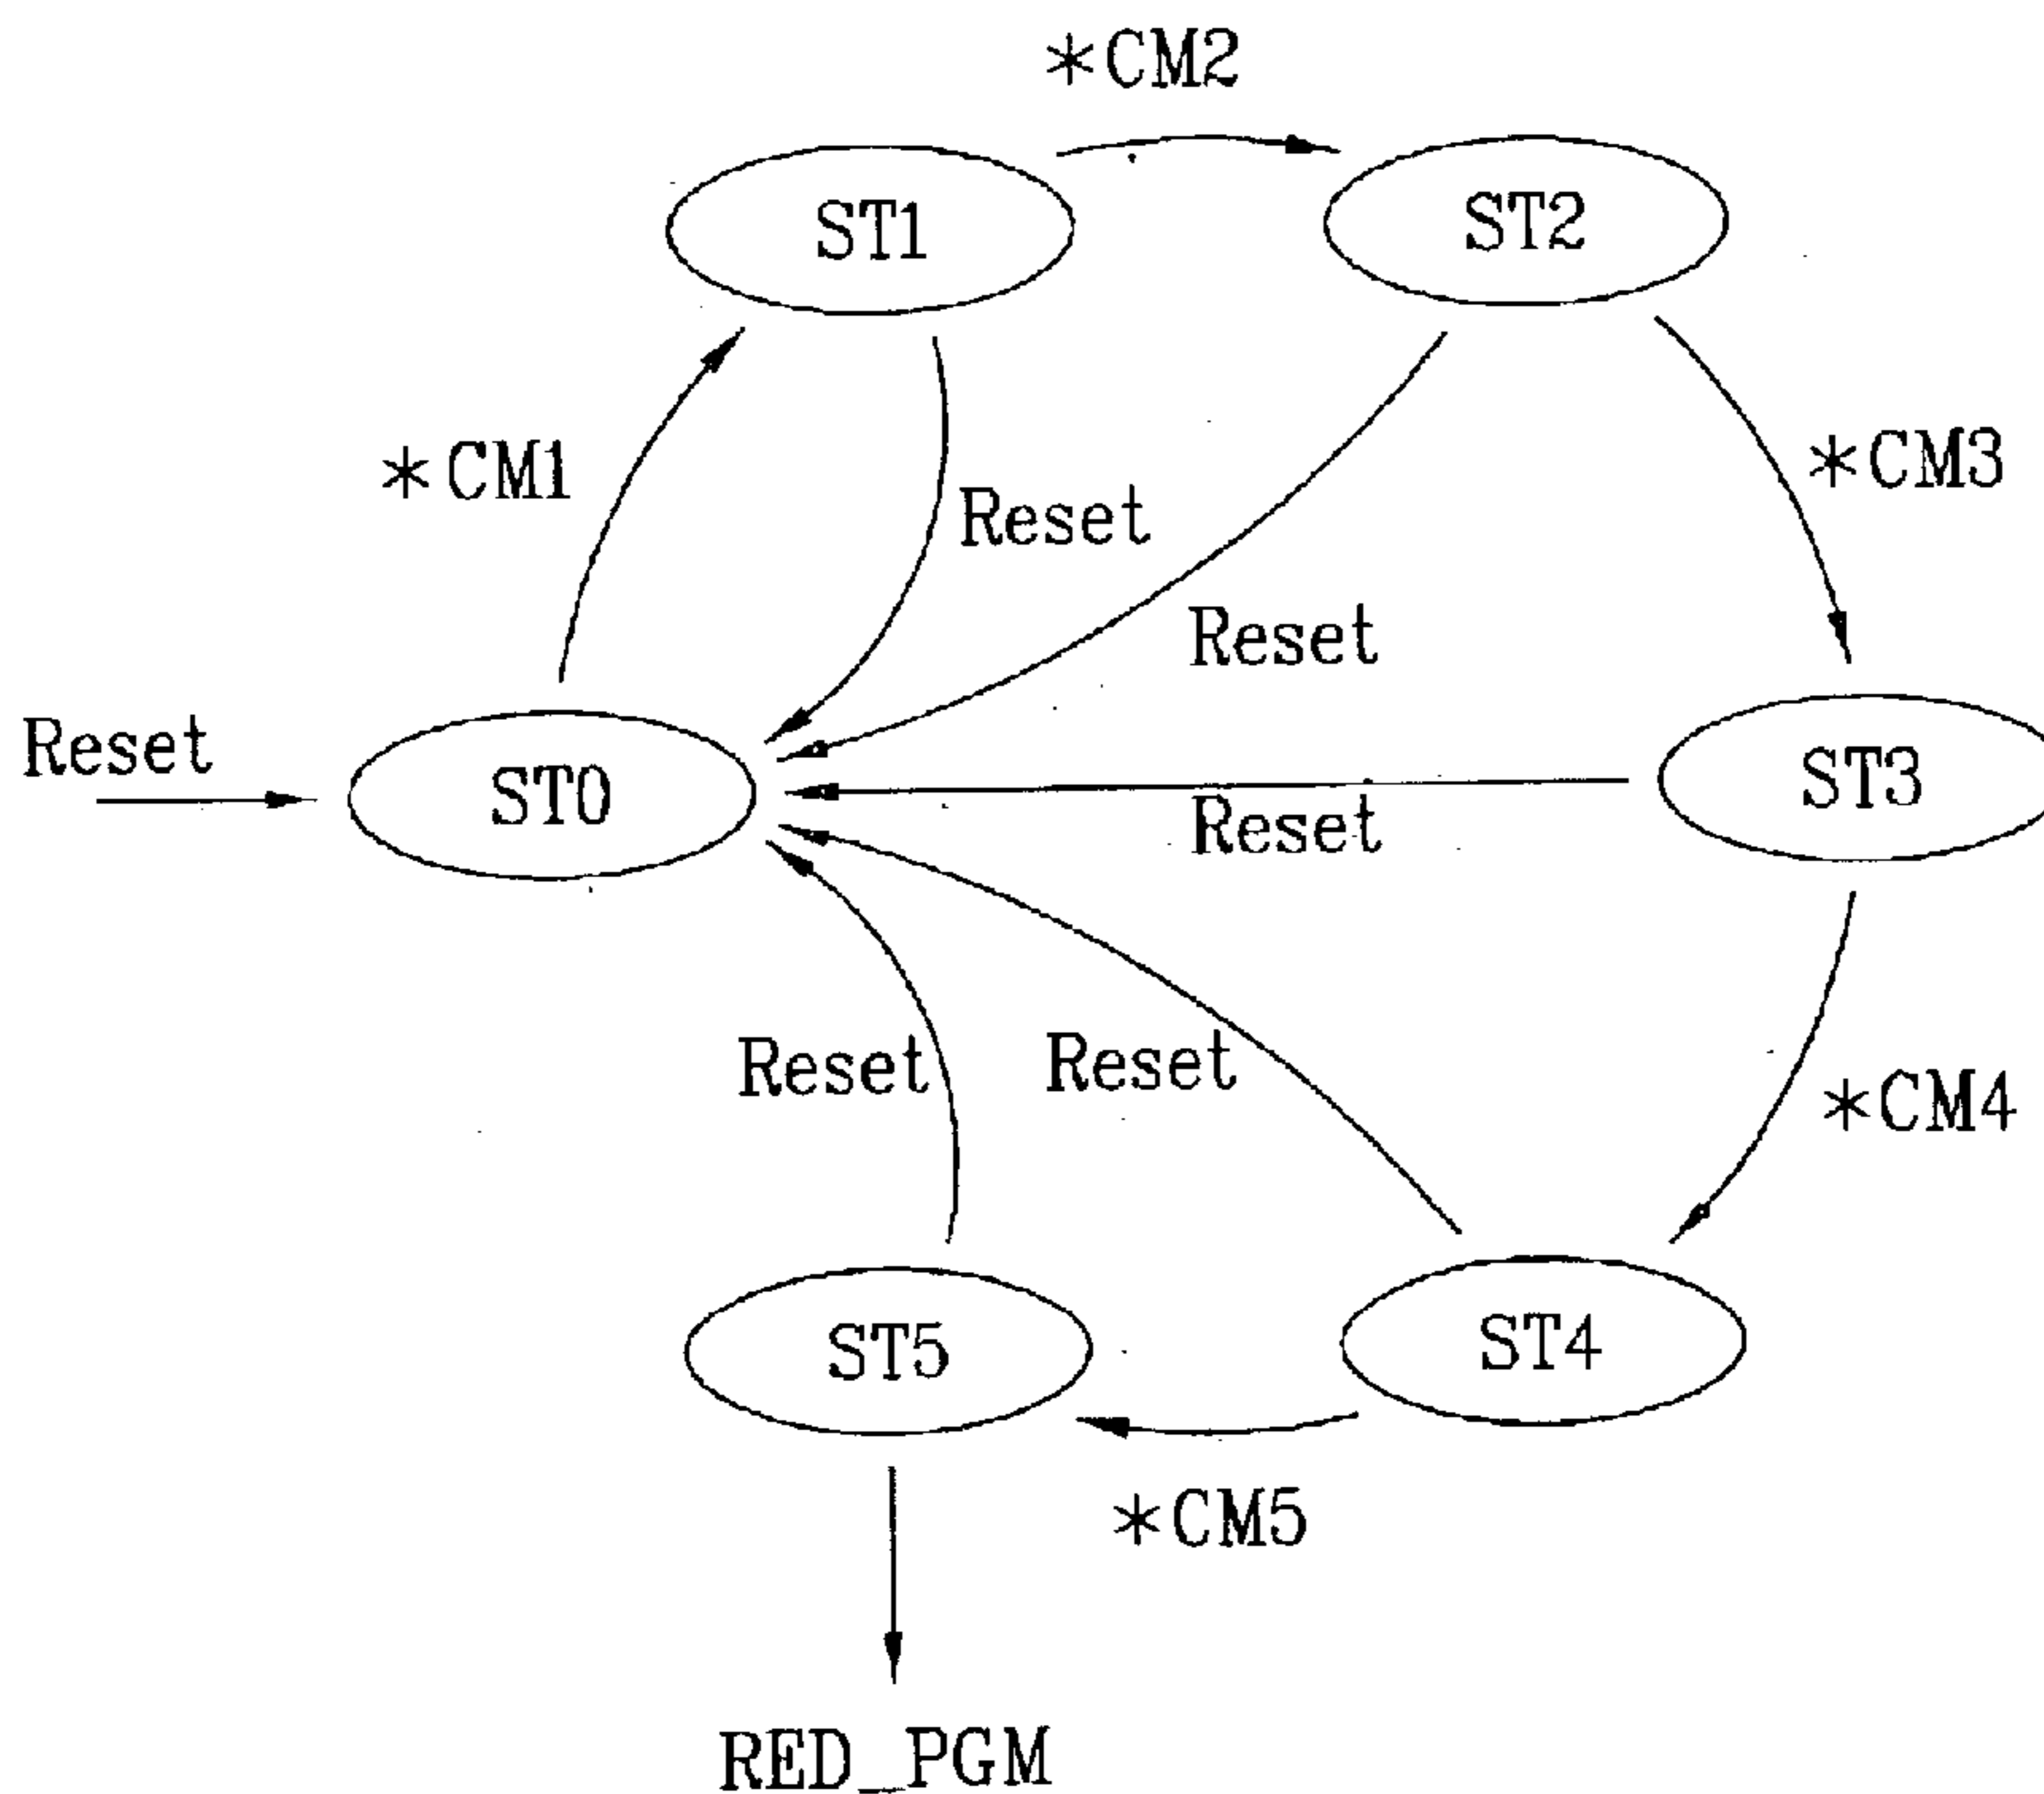 *CM2
ST1
ST2
*CM1
*CM3
Reset
Reset
Reset
ST0
ST3
Reset
Reset
Reset
*CM4
ST5
ST4
*CM5
RED_PGM